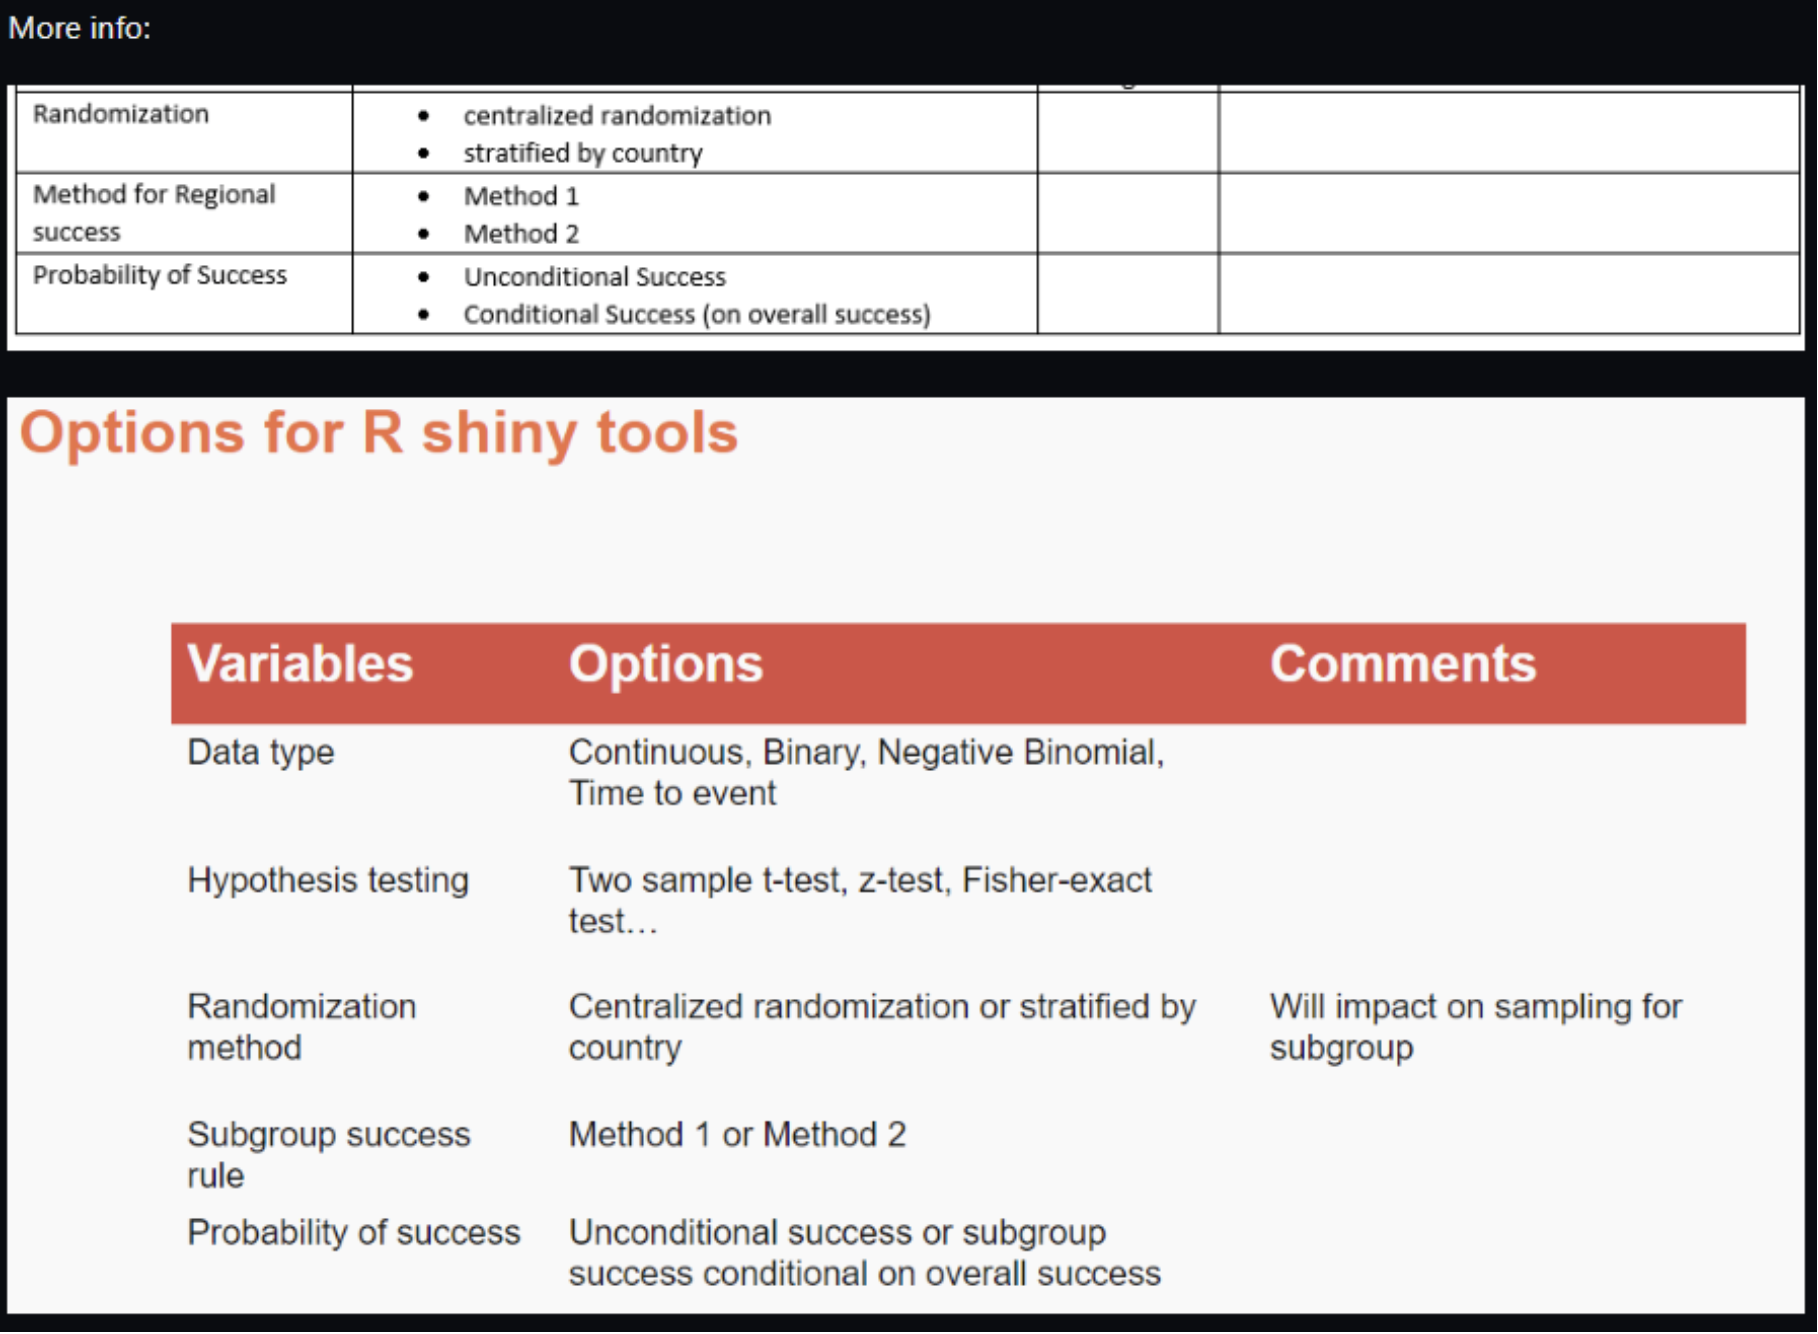 More info:
Randomization
• centralized randomization
• stratified by country
Method for Regional
success
• Method 1
• Method 2
Probability of Success
• Unconditional Success
• Conditional Success (on overall success)
Options for R shiny tools
Variables Options Comments
Data type
Continuous, Binary, Negative Binomial,
Time to event
Hypothesis testing
Two sample t-test, z-test, Fisher-exact
test...
Randomization
method
Centralized randomization or stratified by
country
Will impact on sampling for
subgroup
Subgroup success
rule
Method 1 or Method 2
Probability of success
Unconditional success or subgroup
success conditional on overall success